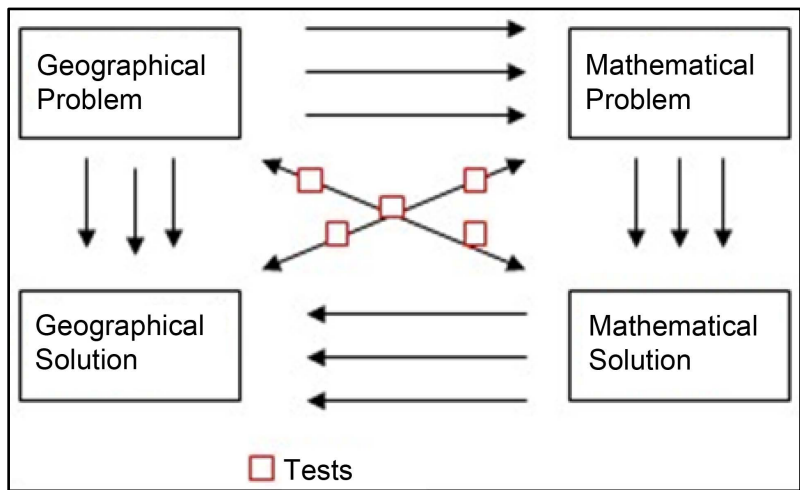 Geographical
Problem
Mathematical
Problem
Geographical
Solution
Mathematical
Solution
Tests